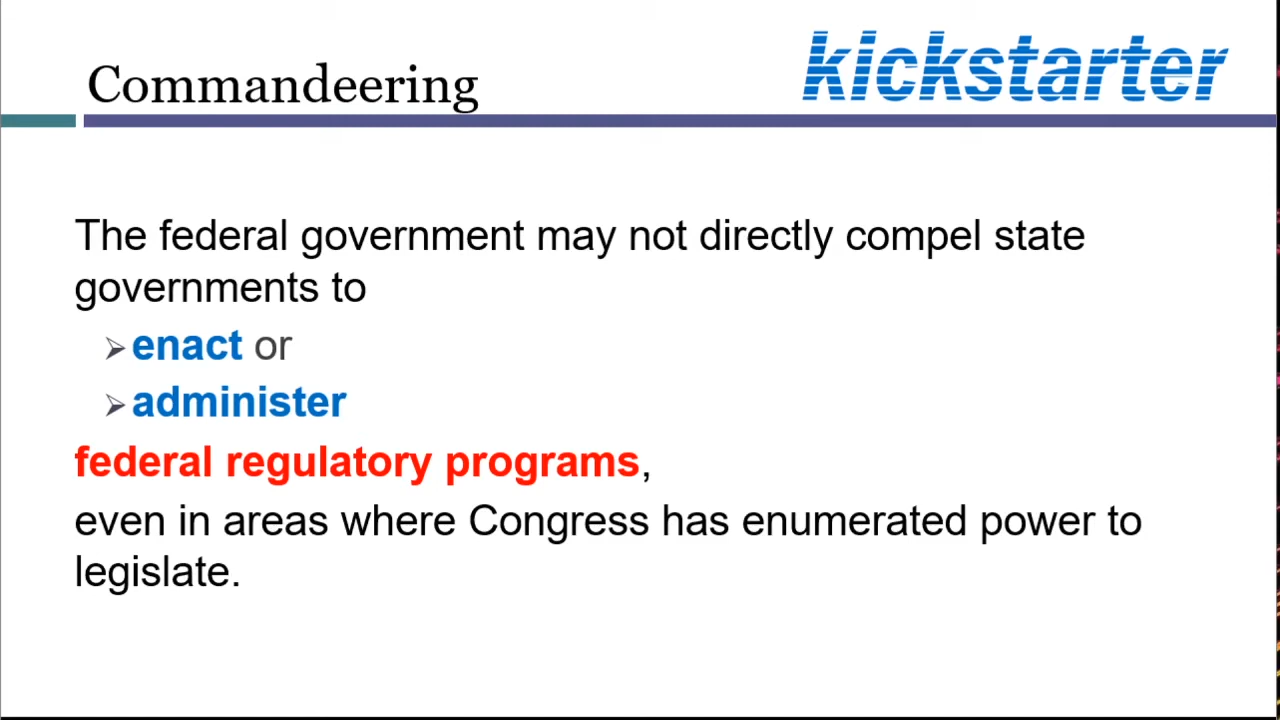 Commandeering
kickstarter
The federal government may not directly compel state
governments to
➢ enact or
➢ administer
federal regulatory programs,
even in areas where Congress has enumerated power to
legislate.